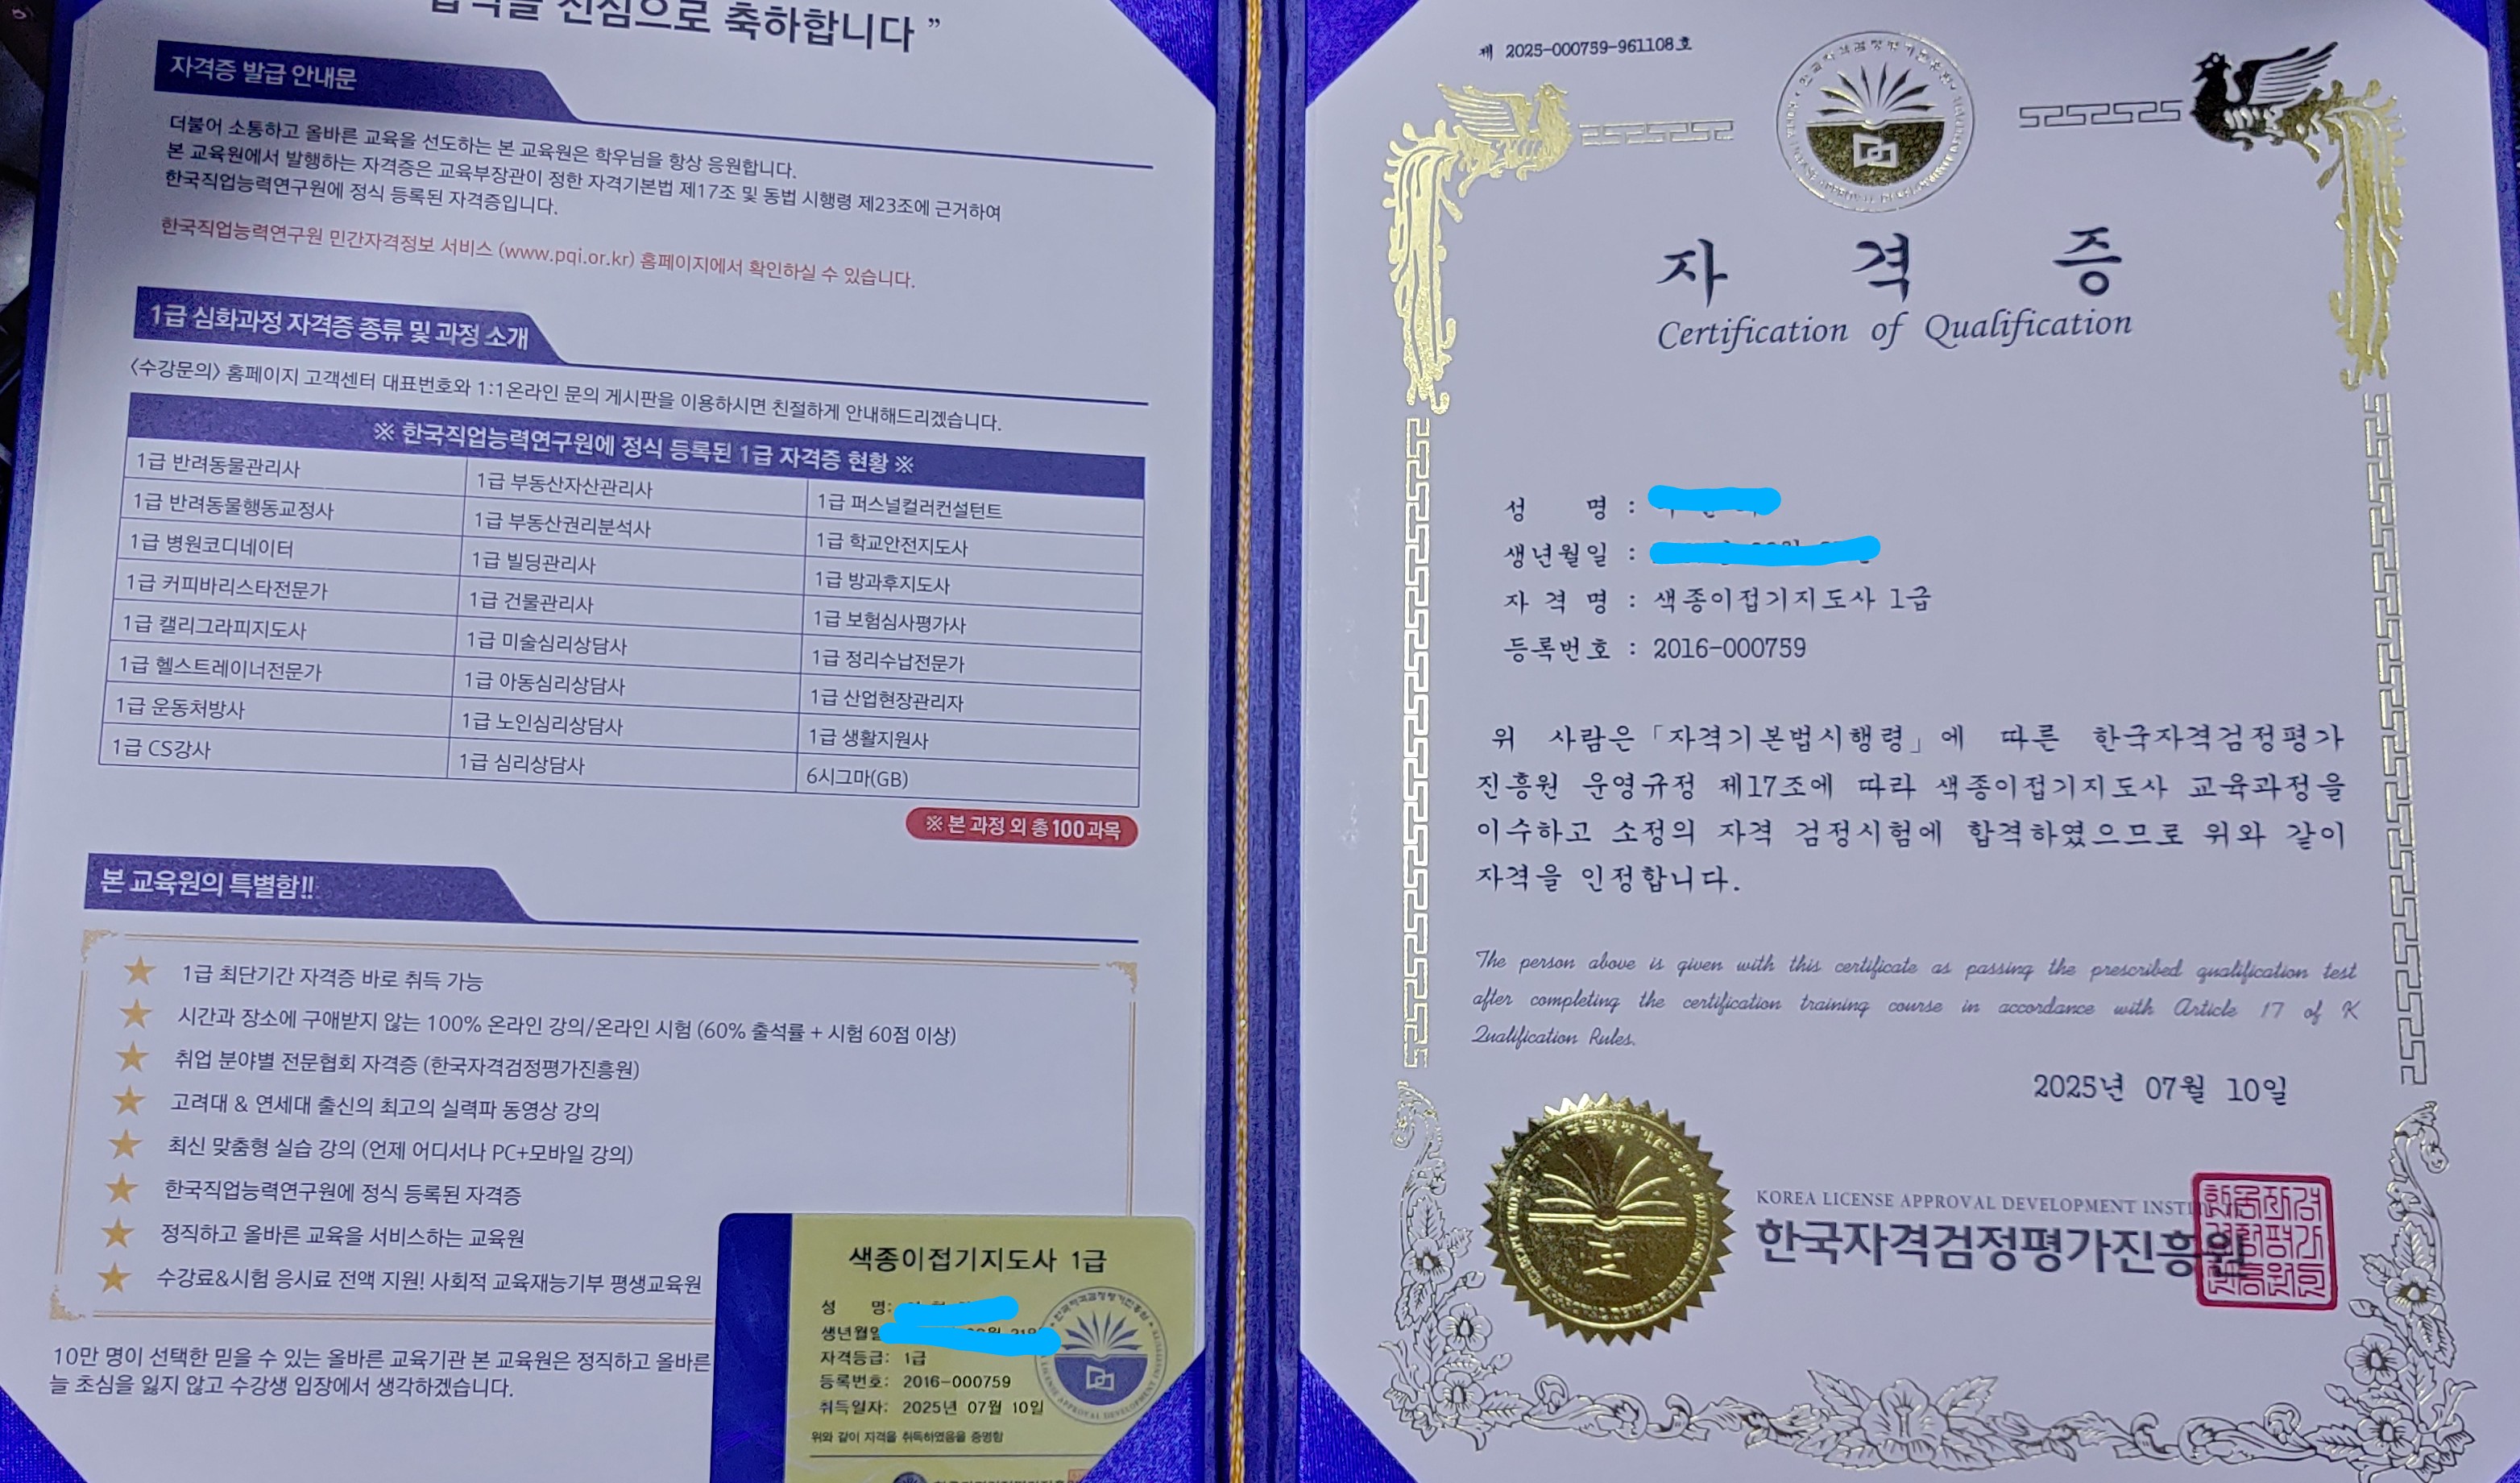 합격을 진심으로 축하합니다 ”
자격증 발급 안내문
더불어 소통하고 올바른 교육을 선도하는 본 교육원은 학우님을 항상 응원합니다.
본 교육원에서 발행하는 자격증은 교육부장관이 정한 자격기본법 제17조 및 동법 시행령 제23조에 근거하여
한국직업능력연구원에 정식 등록된 자격증입니다.
한국직업능력연구원 민간자격정보 서비스 (www.pqi.or.kr) 홈페이지에서 확인하실 수 있습니다.
1급 심화과정 자격증 종류 및 과정 소개
<수강문의> 홈페이지 고객센터 대표번호와 1:1온라인 문의 게시판을 이용하시면 친절하게 안내해드리겠습니다.
※ 한국직업능력연구원에 정식 등록된 1급 자격증 현황 ※
1급 반려동물관리사 1급 부동산자산관리사 1급 퍼스널컬러컨설턴트
1급 반려동물행동교정사 1급 부동산권리분석사 1급 학교안전지도사
1급 병원코디네이터 1급 빌딩관리사 1급 방과후지도사
1급 커피바리스타전문가 1급 건물관리사 1급 보험심사평가사
1급 캘리그라피지도사 1급 미술심리상담사 1급 정리수납전문가
1급 헬스트레이너전문가 1급 아동심리상담사 1급 산업현장관리자
1급 운동처방사 1급 노인심리상담사 1급 생활지원사
1급 CS강사 1급 심리상담사 6시그마(GB)
※ 본 과정 외 총 100과목
본 교육원의 특별함!!
1급 최단기간 자격증 바로 취득 가능
시간과 장소에 구애받지 않는 100% 온라인 강의/온라인 시험 (60% 출석률 + 시험 60점 이상)
취업 분야별 전문협회 자격증 (한국자격검정평가진흥원)
고려대 & 연세대 출신의 최고의 실력파 동영상 강의
최신 맞춤형 실습 강의 (언제 어디서나 PC+모바일 강의)
한국직업능력연구원에 정식 등록된 자격증
정직하고 올바른 교육을 서비스하는 교육원
수강료&시험 응시료 전액 지원! 사회적 교육재능기부 평생교육원
10만 명이 선택한 믿을 수 있는 올바른 교육기관 본 교육원은 정직하고 올바른
늘 초심을 잃지 않고 수강생 입장에서 생각하겠습니다.
색종이접기지도사 1급
성 명:
생년월일
자격등급: 1급
등록번호: 2016-000759
취득일자: 2025년 07월 10일
위와 같이 자격을 취득하였음을 증명함
제 2025-000759-961108호
자 격 증
Certification of Qualification
성 명 :
생년월일 :
자 격 명 : 색종이접기지도사 1급
등록번호 : 2016-000759
위 사람은 「자격기본법시행령」에 따른 한국자격검정평가
진흥원 운영규정 제17조에 따라 색종이접기지도사 교육과정을
이수하고 소정의 자격 검정시험에 합격하였으므로 위와 같이
자격을 인정합니다.
The person above is given with this certificate as passing the prescribed qualification test
after completing the certification training course in accordance with Article 17 of K
Qualification Rules.
2025년 07월 10일
KOREA LICENSE APPROVAL DEVELOPMENT
한국자격검정평가진흥원